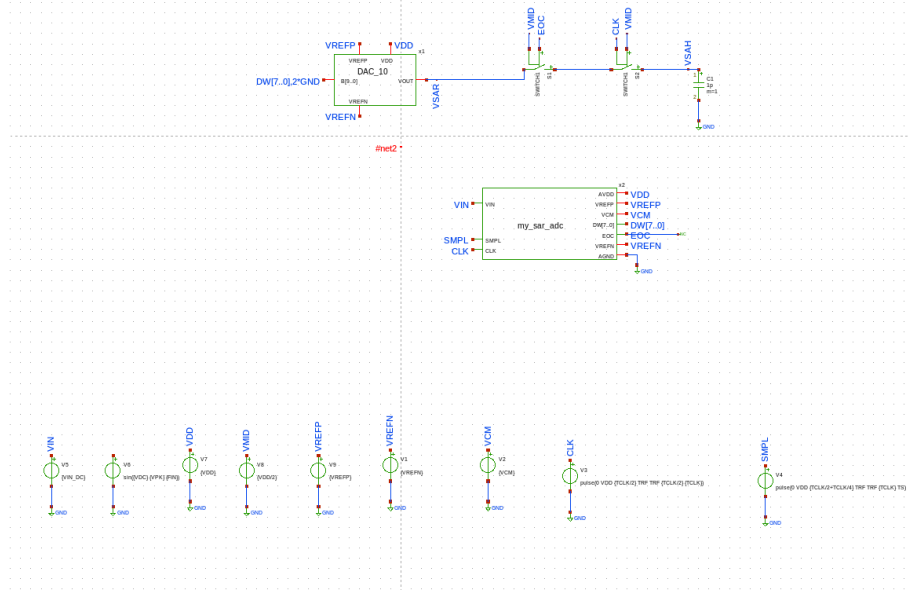 VMID
EOC
CLK
VMID
VSAH
VREFP
VDD
x1
VREFP
VDD
DAC_10
DW[7..0],2*GND
B[9..0]
VOUT
VREFN
VREFN
VSAR
SWITCH1
S1
SWITCH1
S2
1
C1
1p
m=1
2
GND
#net2
x2
VIN
VIN
SMPL
SMPL
CLK
CLK
my_sar_adc
AVDD
VDD
VREFP
VREFP
VCM
VCM
DW[7..0]
DW[7..0]
EOC
EOC
VREFN
VREFN
AGND
GND
VIN
V5
{VIN_DC}
GND
V6
sin({VDC} {VPK} {FIN})
GND
VDD
V7
{VDD}
GND
VMID
V8
{VDD/2}
GND
VREFP
V9
{VREFP}
GND
VREFN
V1
{VREFN}
GND
VCM
V2
{VCM}
GND
CLK
V3
pulse(0 VDD {TCLK/2} TRF TRF {TCLK/2} {TCLK})
GND
SMPL
V4
pulse(0 VDD {TCLK/2+TCLK/4} TRF TRF {TCLK} TS)
GND